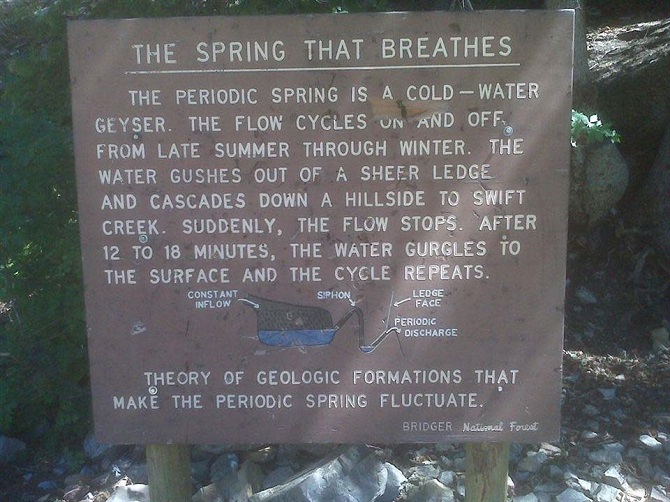 THE SPRING THAT BREATHES
THE PERIODIC SPRING IS A COLD-WATER
GEYSER. THE FLOW CYCLES ON AND OFF
FROM LATE SUMMER THROUGH WINTER. THE
WATER GUSHES OUT OF A SHEER LEDGE
AND CASCADES DOWN A HILLSIDE TO SWIFT
CREEK. SUDDENLY, THE FLOW STOPS. AFTER
12 TO 18 MINUTES, THE WATER GURGLES TO
THE SURFACE AND THE CYCLE REPEATS.
CONSTANT
INFLOW
SIPHON
LEDGE
FACE
PERIODIC
DISCHARGE
THEORY OF GEOLOGIC FORMATIONS THAT
MAKE THE PERIODIC SPRING FLUCTUATE.
BRIDGER National Forest